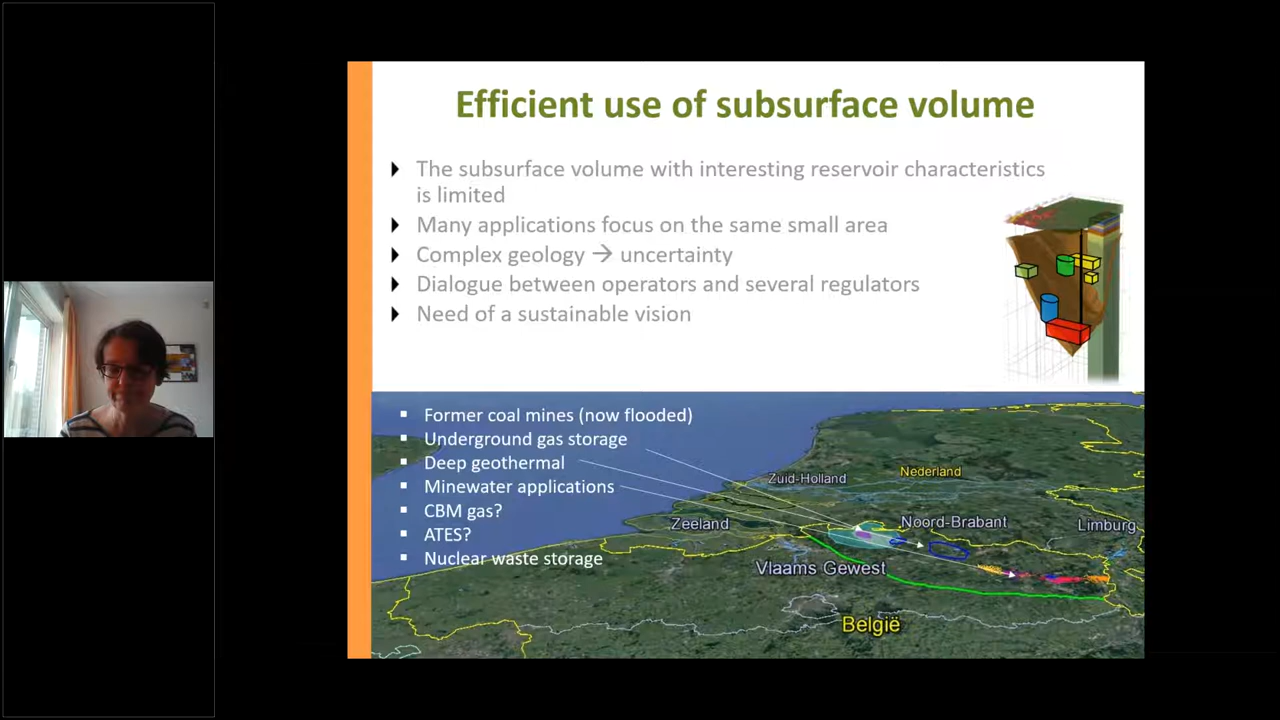 Efficient use of subsurface volume
The subsurface volume with interesting reservoir characteristics
is limited
Many applications focus on the same small area
Complex geology → uncertainty
Dialogue between operators and several regulators
Need of a sustainable vision
Former coal mines (now flooded)
Underground gas storage
Deep geothermal
Minewater applications
CBM gas?
ATES?
Nuclear waste storage
Zuid-Holland
Nederland
Zeeland
Noord-Brabant
Limburg
Vlaams Gewest
België